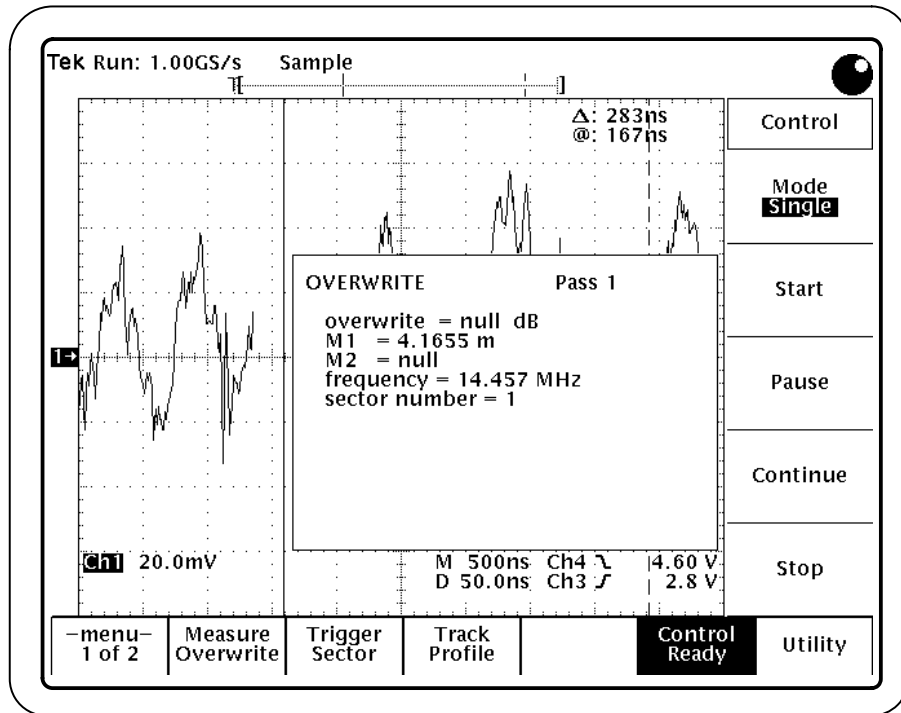 Tek Run: 1.00GS/s Sample
T
Δ: 283ns
@: 167ns
Control
Mode
Single
OVERWRITE Pass 1
Start
overwrite = null dB
M1 = 4.1655 m
1→
M2 = null
frequency = 14.457 MHz
Pause
sector number = 1
Continue
Ch1 20.0mV
M 500ns Ch4 ⤵ 4.60 V
D 50.0ns Ch3 ⤴ 2.8 V
Stop
–menu–
1 of 2
Measure
Overwrite
Trigger
Sector
Track
Profile
Control
Ready
Utility